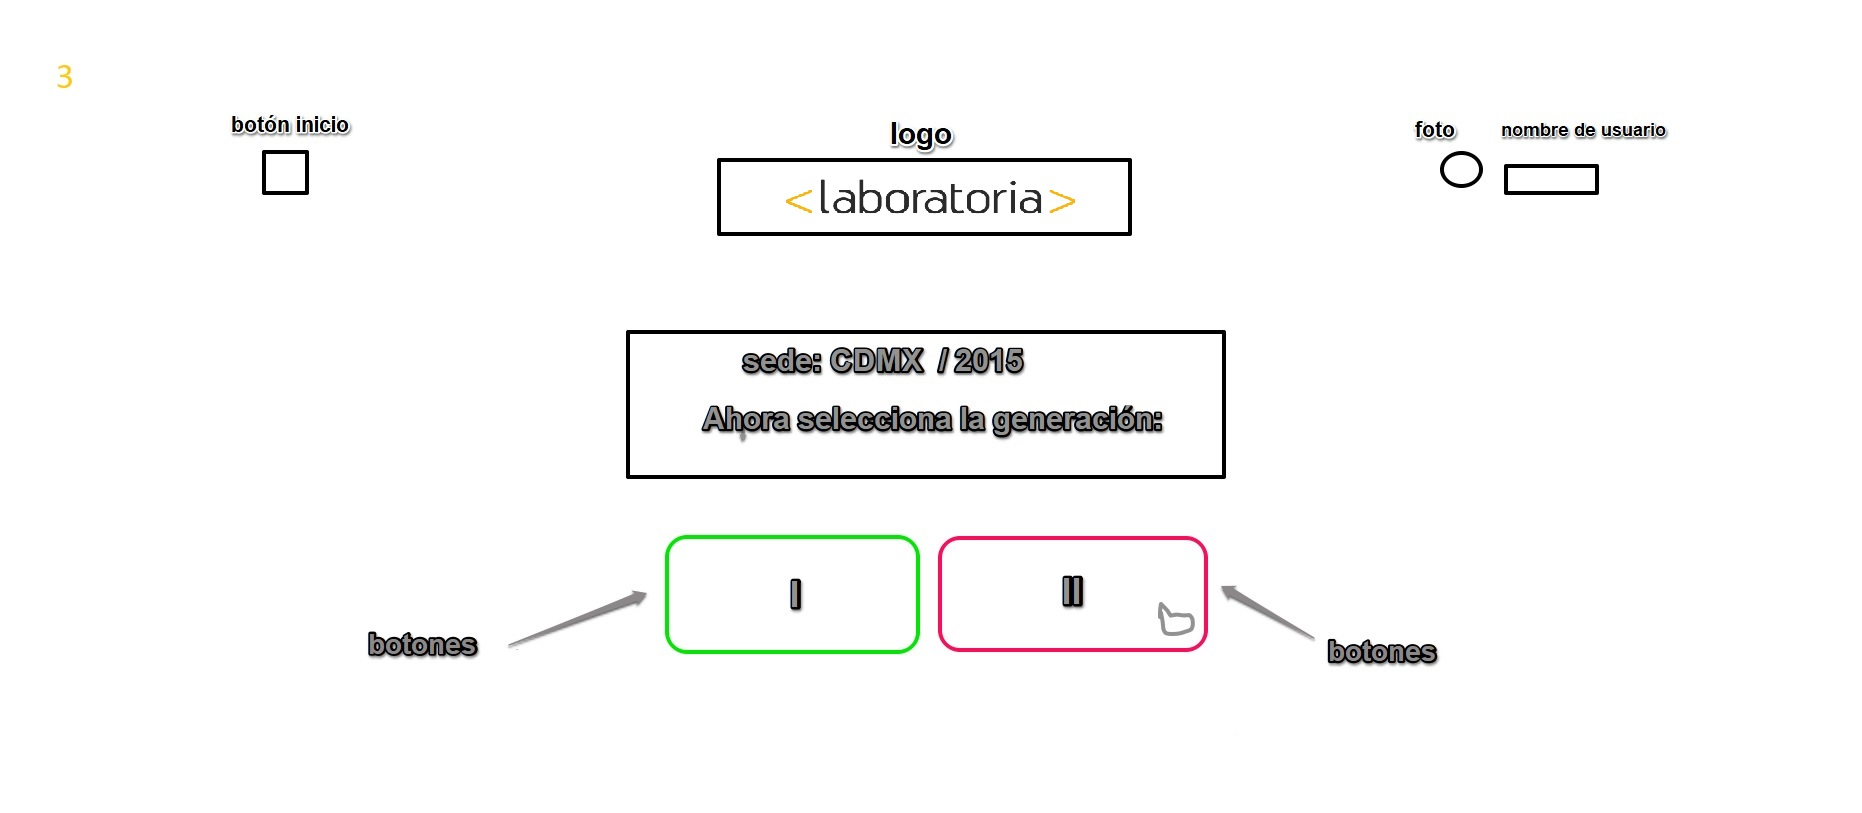 3
botón inicio
logo
foto
nombre de usuario
<laboratoria>
sede: CDMX / 2015
Ahora selecciona la generación:
I
II
botones
botones